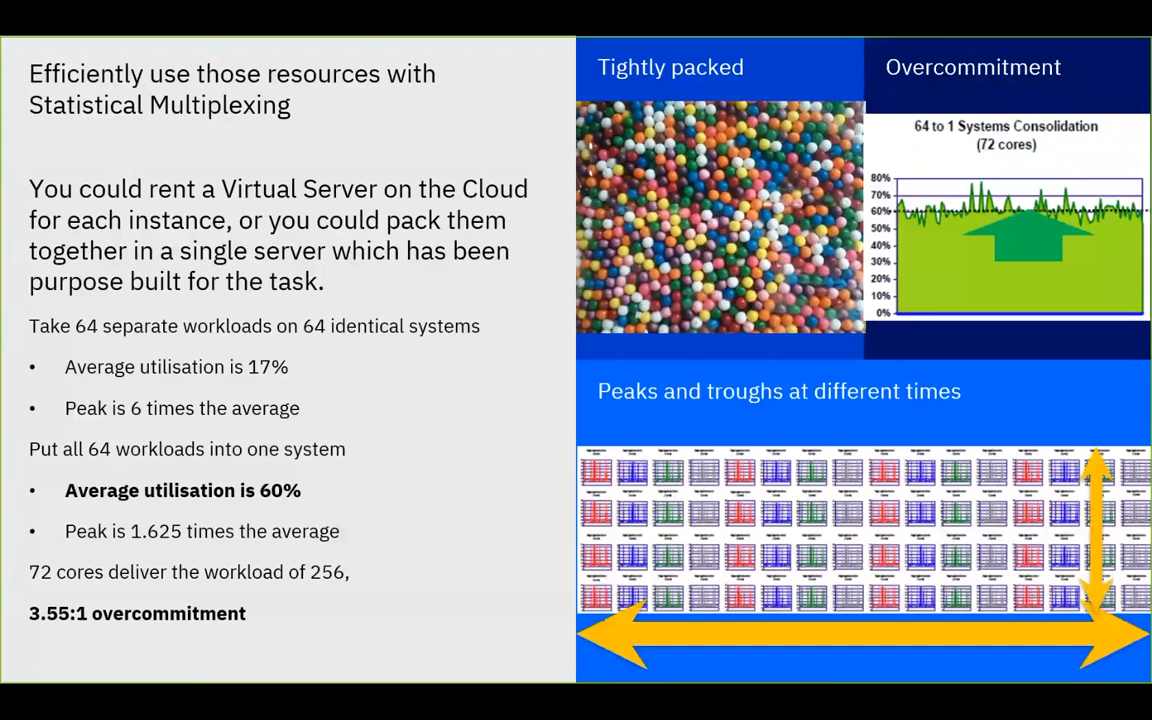 Efficiently use those resources with
Statistical Multiplexing
You could rent a Virtual Server on the Cloud
for each instance, or you could pack them
together in a single server which has been
purpose built for the task.
Take 64 separate workloads on 64 identical systems
• Average utilisation is 17%
• Peak is 6 times the average
Put all 64 workloads into one system
• Average utilisation is 60%
• Peak is 1.625 times the average
72 cores deliver the workload of 256,
3.55:1 overcommitment
Tightly packed
Overcommitment
64 to 1 Systems Consolidation
(72 cores)
80%
70%
60%
50%
40%
30%
20%
10%
0%
Peaks and troughs at different times